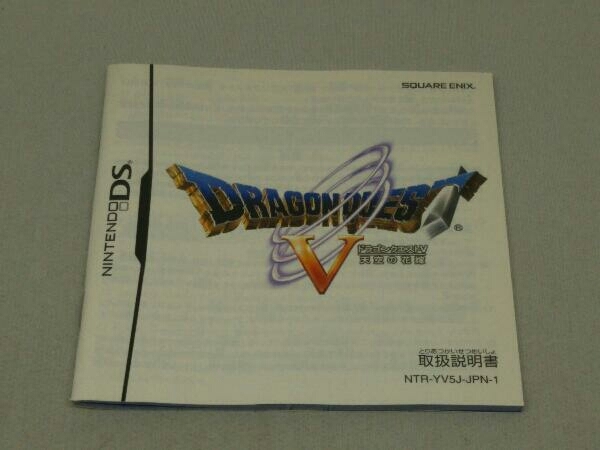 SQUARE ENIX.
NINTENDO DS
DRAGON QUEST®
V
ドラゴンクエストV
天空の花嫁
とりあつかいせつめいしょ
取扱説明書
NTR-YV5J-JPN-1